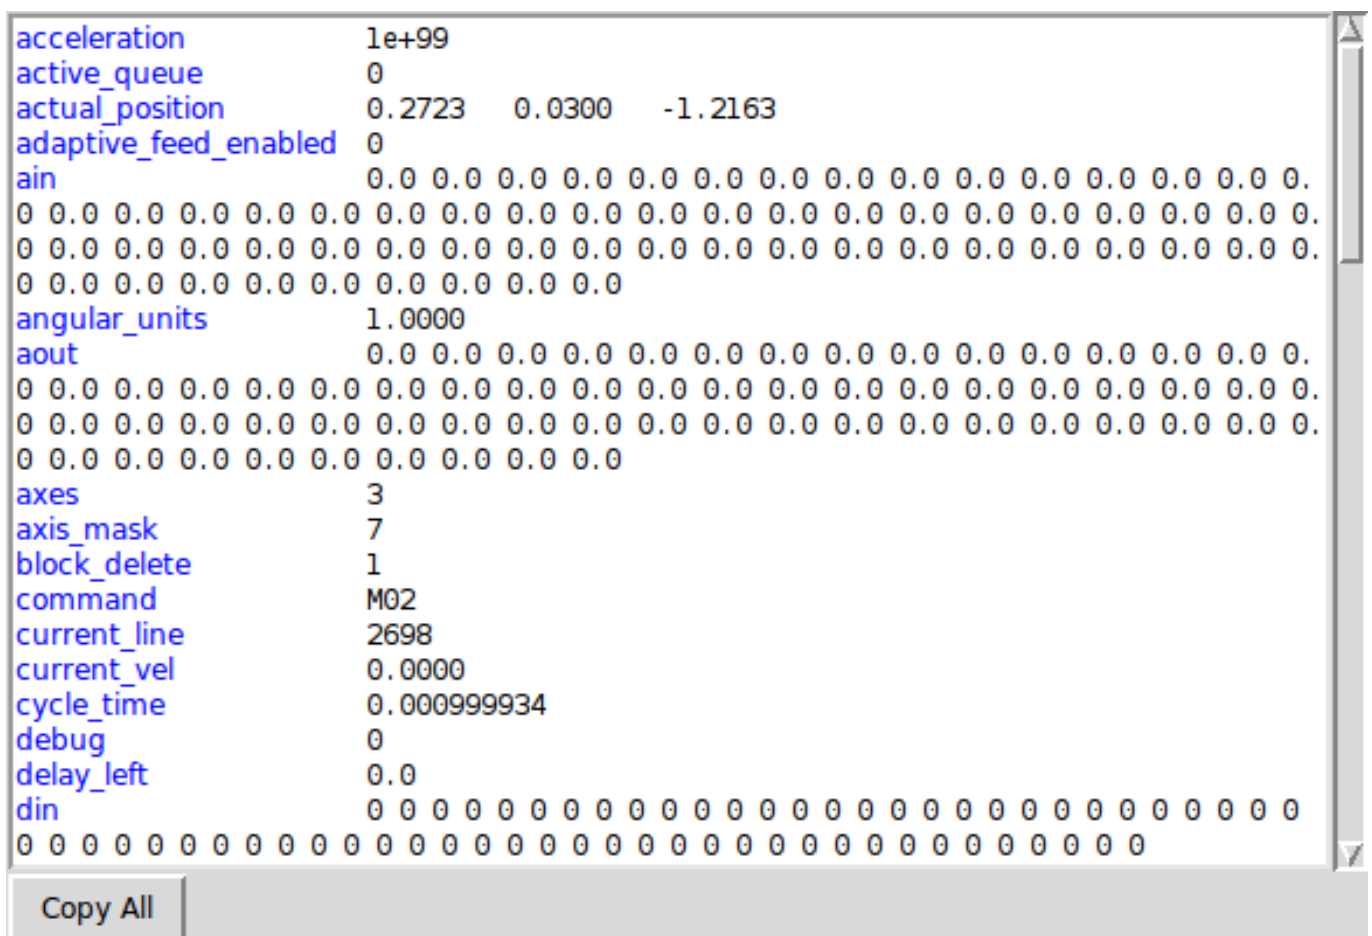 acceleration 1e+99
active_queue 0
actual_position 0.2723 0.0300 -1.2163
adaptive_feed_enabled 0
ain 0.0 0.0 0.0 0.0 0.0 0.0 0.0 0.0 0.0 0.0 0.0 0.0 0.0 0.0 0.
0 0.0 0.0 0.0 0.0 0.0 0.0 0.0 0.0 0.0 0.0 0.0 0.0 0.0 0.0 0.0 0.0 0.0 0.0 0.0 0.
0 0.0 0.0 0.0 0.0 0.0 0.0 0.0 0.0 0.0 0.0 0.0 0.0 0.0 0.0 0.0 0.0 0.0 0.0 0.0 0.
0 0.0 0.0 0.0 0.0 0.0 0.0 0.0 0.0 0.0
angular_units 1.0000
aout 0.0 0.0 0.0 0.0 0.0 0.0 0.0 0.0 0.0 0.0 0.0 0.0 0.0 0.0 0.
0 0.0 0.0 0.0 0.0 0.0 0.0 0.0 0.0 0.0 0.0 0.0 0.0 0.0 0.0 0.0 0.0 0.0 0.0 0.0 0.
0 0.0 0.0 0.0 0.0 0.0 0.0 0.0 0.0 0.0 0.0 0.0 0.0 0.0 0.0 0.0 0.0 0.0 0.0 0.0 0.
0 0.0 0.0 0.0 0.0 0.0 0.0 0.0 0.0 0.0
axes 3
axis_mask 7
block_delete 1
command M02
current_line 2698
current_vel 0.0000
cycle_time 0.000999934
debug 0
delay_left 0.0
din 0 0 0 0 0 0 0 0 0 0 0 0 0 0 0 0 0 0 0 0 0 0 0 0 0 0 0 0 0
0 0 0 0 0 0 0 0 0 0 0 0 0 0 0 0 0 0 0 0 0 0 0 0 0 0 0 0 0 0 0 0 0 0 0
Copy All